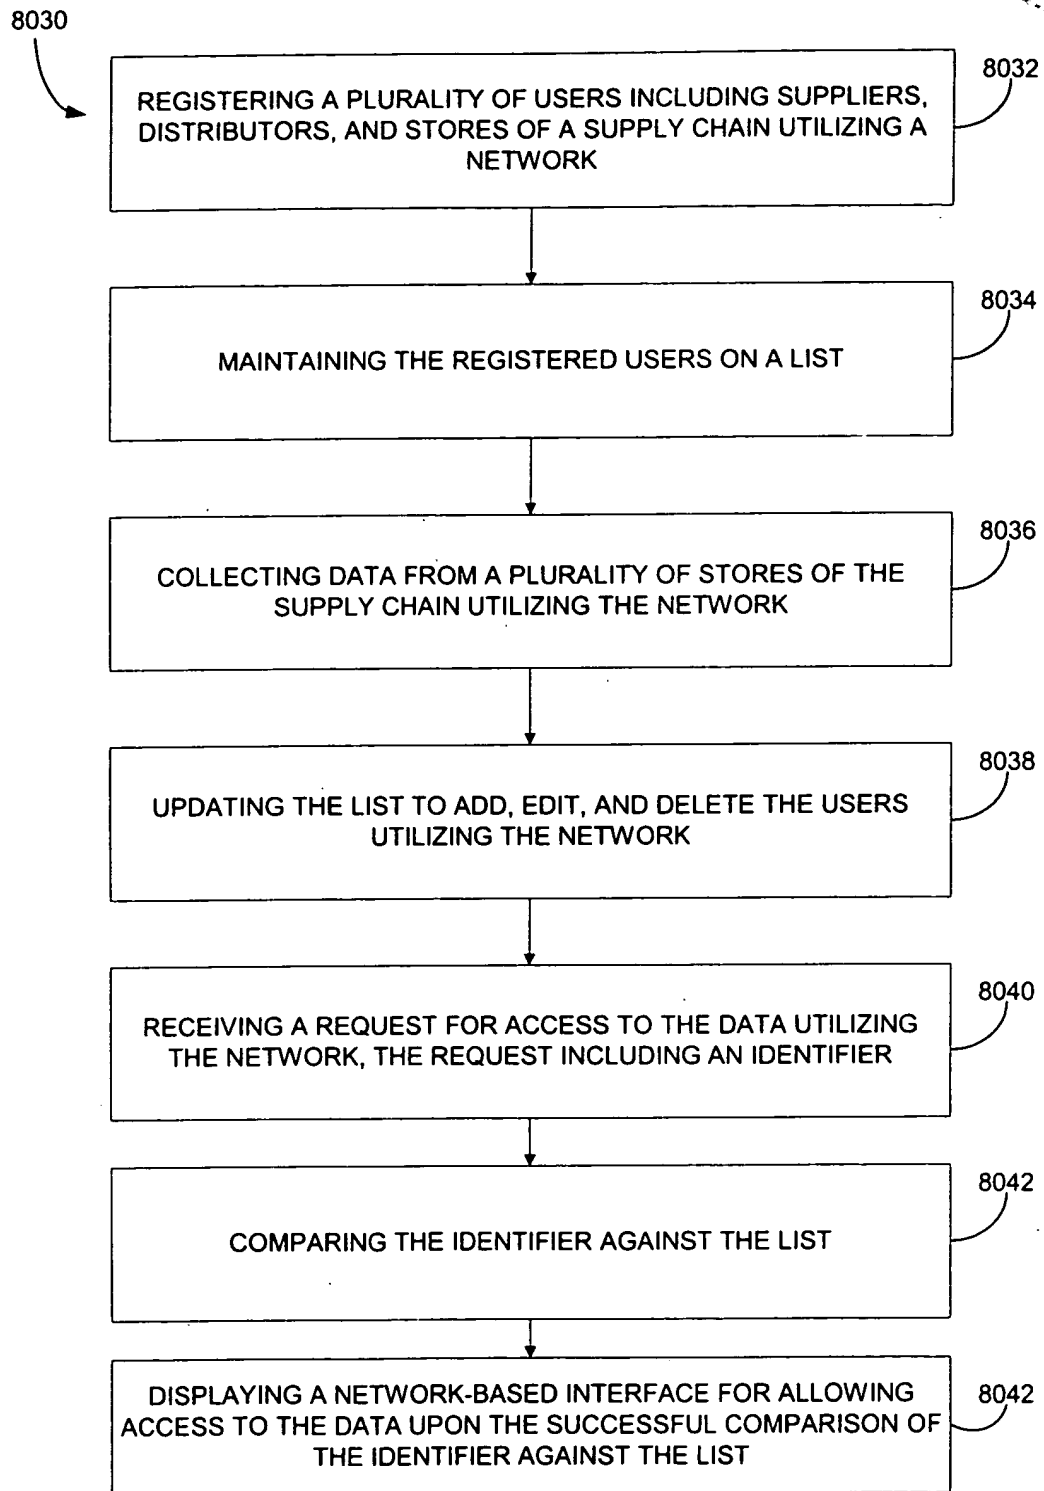 8030
8032
REGISTERING A PLURALITY OF USERS INCLUDING SUPPLIERS,
DISTRIBUTORS, AND STORES OF A SUPPLY CHAIN UTILIZING A
NETWORK
8034
MAINTAINING THE REGISTERED USERS ON A LIST
8036
COLLECTING DATA FROM A PLURALITY OF STORES OF THE
SUPPLY CHAIN UTILIZING THE NETWORK
8038
UPDATING THE LIST TO ADD, EDIT, AND DELETE THE USERS
UTILIZING THE NETWORK
8040
RECEIVING A REQUEST FOR ACCESS TO THE DATA UTILIZING
THE NETWORK, THE REQUEST INCLUDING AN IDENTIFIER
8042
COMPARING THE IDENTIFIER AGAINST THE LIST
8042
DISPLAYING A NETWORK-BASED INTERFACE FOR ALLOWING
ACCESS TO THE DATA UPON THE SUCCESSFUL COMPARISON OF
THE IDENTIFIER AGAINST THE LIST